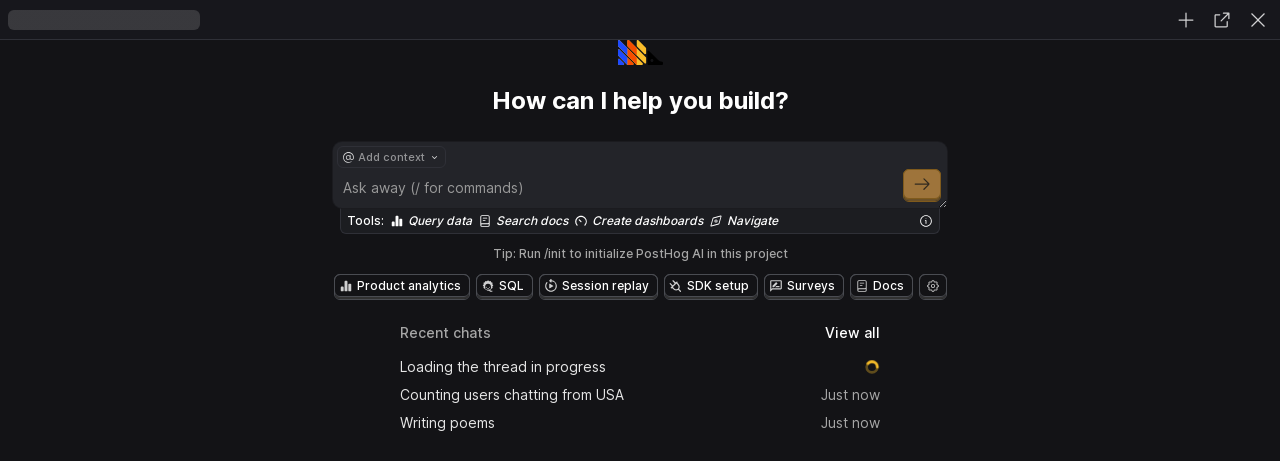 How can I help you build?
Add context
Ask away (/ for commands)
Tools: Query data Search docs Create dashboards Navigate
Tip: Run /init to initialize PostHog AI in this project
Product analytics SQL Session replay SDK setup Surveys Docs
Recent chats View all
Loading the thread in progress
Counting users chatting from USA Just now
Writing poems Just now